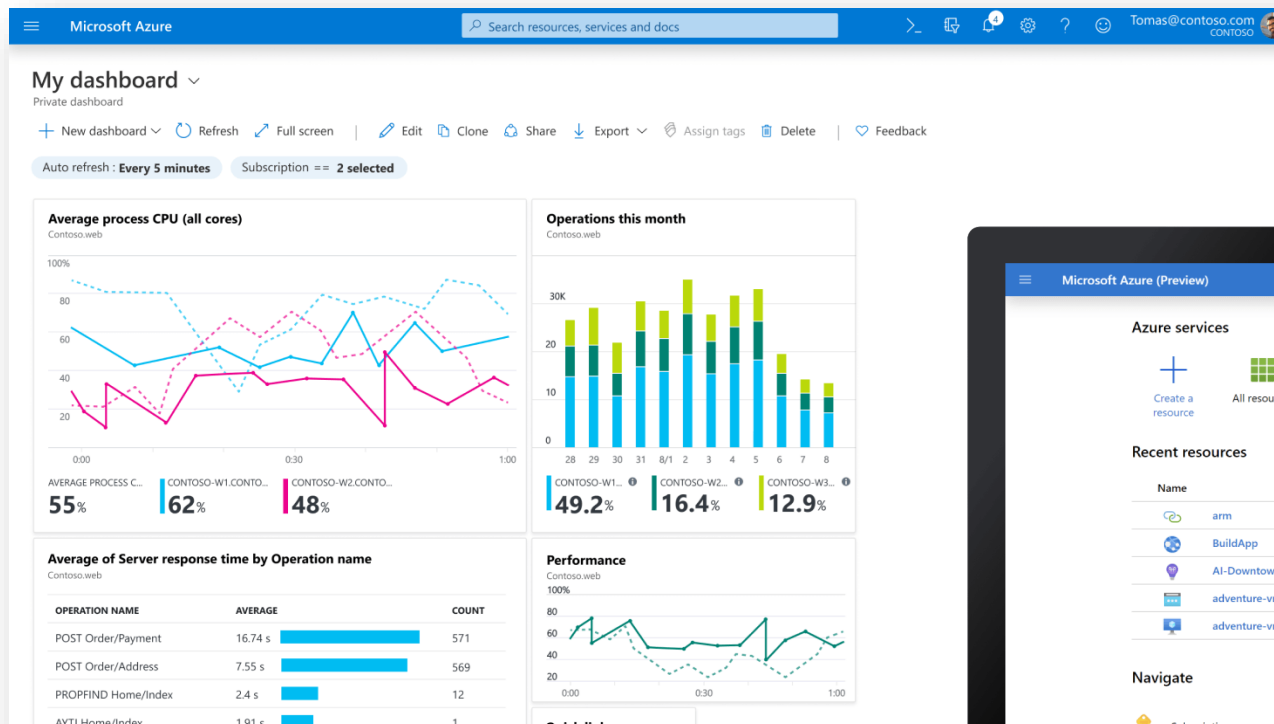 Microsoft Azure
Search resources, services and docs
4
Tomas@contoso.com
CONTOSO
My dashboard
Private dashboard
New dashboard
Refresh
Full screen
Edit
Clone
Share
Export
Assign tags
Delete
Feedback
Auto refresh : Every 5 minutes
Subscription == 2 selected
Average process CPU (all cores)
Contoso.web
100%
80
60
40
20
0:00
0:30
1:00
AVERAGE PROCESS C...
55%
CONTOSO-W1.CONTO...
62%
CONTOSO-W2.CONTO...
48%
Operations this month
Contoso.web
30K
20
10
0
28 29 30 31 8/1 2 3 4 5 6 7 8
CONTOSO-W1...
49.2%
CONTOSO-W2...
16.4%
CONTOSO-W3...
12.9%
Average of Server response time by Operation name
Contoso.web
OPERATION NAME AVERAGE COUNT
POST Order/Payment 16.74 s 571
POST Order/Address 7.55 s 569
PROPFIND Home/Index 2.4 s 12
Performance
Contoso.web
100%
80
60
40
20
0:00
0:30
1:00
Microsoft Azure (Preview)
Azure services
Create a
resource
All resou
Recent resources
Name
arm
BuildApp
AI-Downtow
adventure-v
adventure-v
Navigate